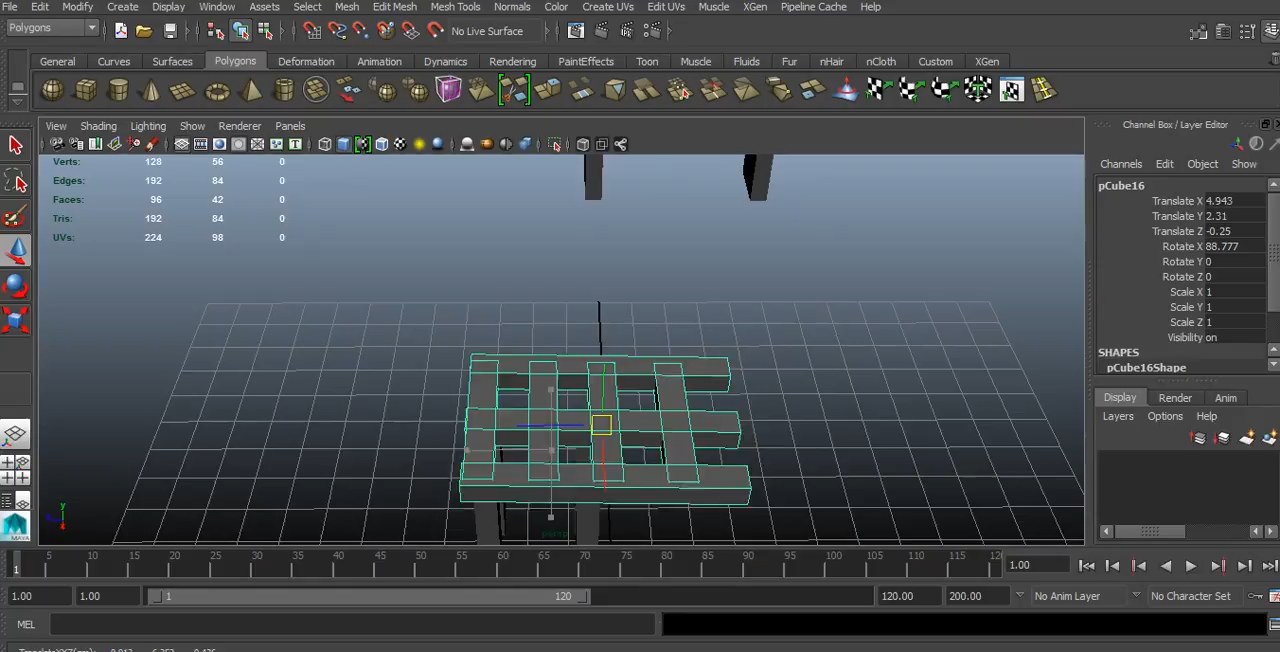 File Edit Modify Create Display Window Assets Select Mesh Edit Mesh Mesh Tools Normals Color Create UVs Edit UVs Muscle XGen Pipeline Cache Help
Polygons No Live Surface
General Curves Surfaces Polygons Deformation Animation Dynamics Rendering PaintEffects Toon Muscle Fluids Fur nHair nCloth Custom XGen
View Shading Lighting Show Renderer Panels
Channel Box / Layer Editor
Channels Edit Object Show
Verts: 128 56 0
Edges: 192 84 0
Faces: 96 42 0
Tris: 192 84 0
UVs: 224 98 0
pCube16
Translate X 4.943
Translate Y 2.31
Translate Z -0.25
Rotate X 88.777
Rotate Y 0
Rotate Z 0
Scale X 1
Scale Y 1
Scale Z 1
Visibility on
SHAPES
pCube16Shape
Display Render Anim
Layers Options Help
y
z
MAYA
persp
1 5 10 15 20 25 30 35 40 45 50 55 60 65 70 75 80 85 90 95 100 105 110 115 12 1.00
1.00 1.00 1 120 120.00 200.00 No Anim Layer No Character Set
MEL